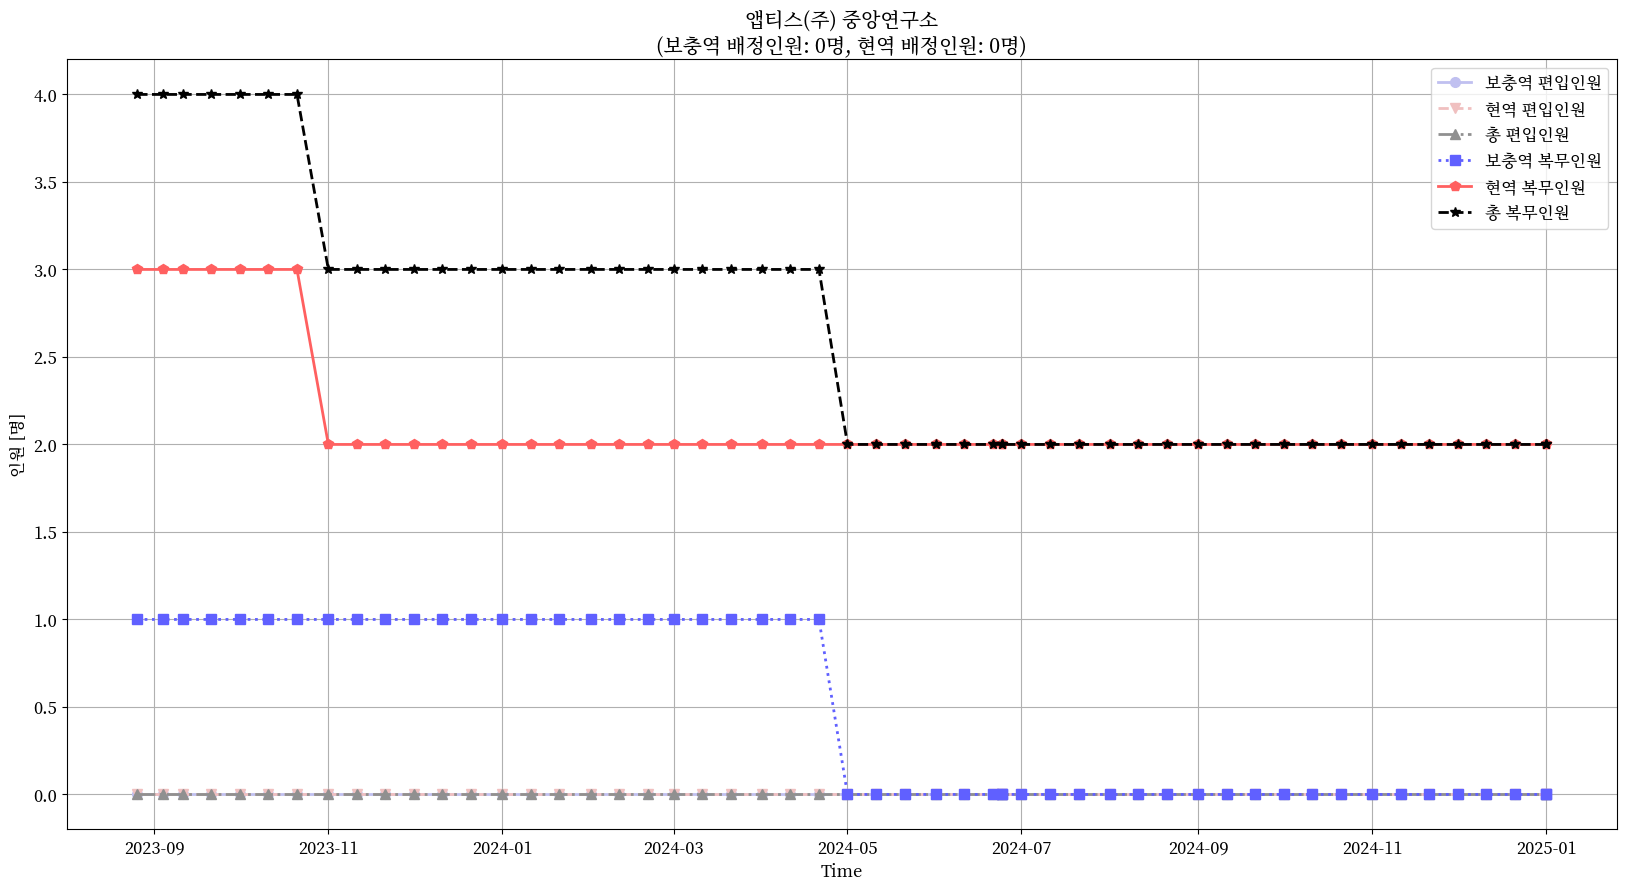 앱티스(주) 중앙연구소
(보충역 배정인원: 0명, 현역 배정인원: 0명)
보충역 편입인원
현역 편입인원
총 편입인원
보충역 복무인원
현역 복무인원
총 복무인원
인원 [명]
4.0
3.5
3.0
2.5
2.0
1.5
1.0
0.5
0.0
2023-09 2023-11 2024-01 2024-03 2024-05 2024-07 2024-09 2024-11 2025-01
Time